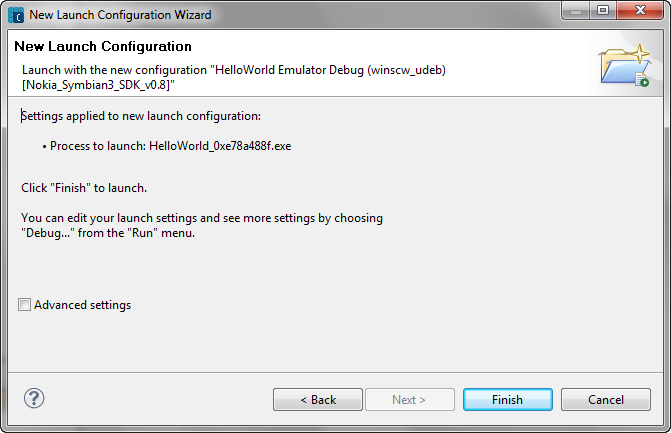 New Launch Configuration Wizard
New Launch Configuration
Launch with the new configuration "HelloWorld Emulator Debug (winscw_udeb)
[Nokia_Symbian3_SDK_v0.8]"
Settings applied to new launch configuration:
• Process to launch: HelloWorld_0xe78a488f.exe
Click "Finish" to launch.
You can edit your launch settings and see more settings by choosing
"Debug..." from the "Run" menu.
Advanced settings
? < Back Next > Finish Cancel